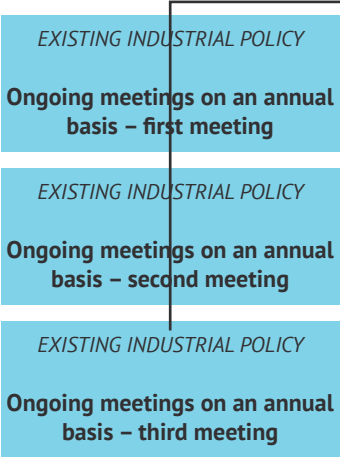 EXISTING INDUSTRIAL POLICY
Ongoing meetings on an annual
basis – first meeting
EXISTING INDUSTRIAL POLICY
Ongoing meetings on an annual
basis – second meeting
EXISTING INDUSTRIAL POLICY
Ongoing meetings on an annual
basis – third meeting